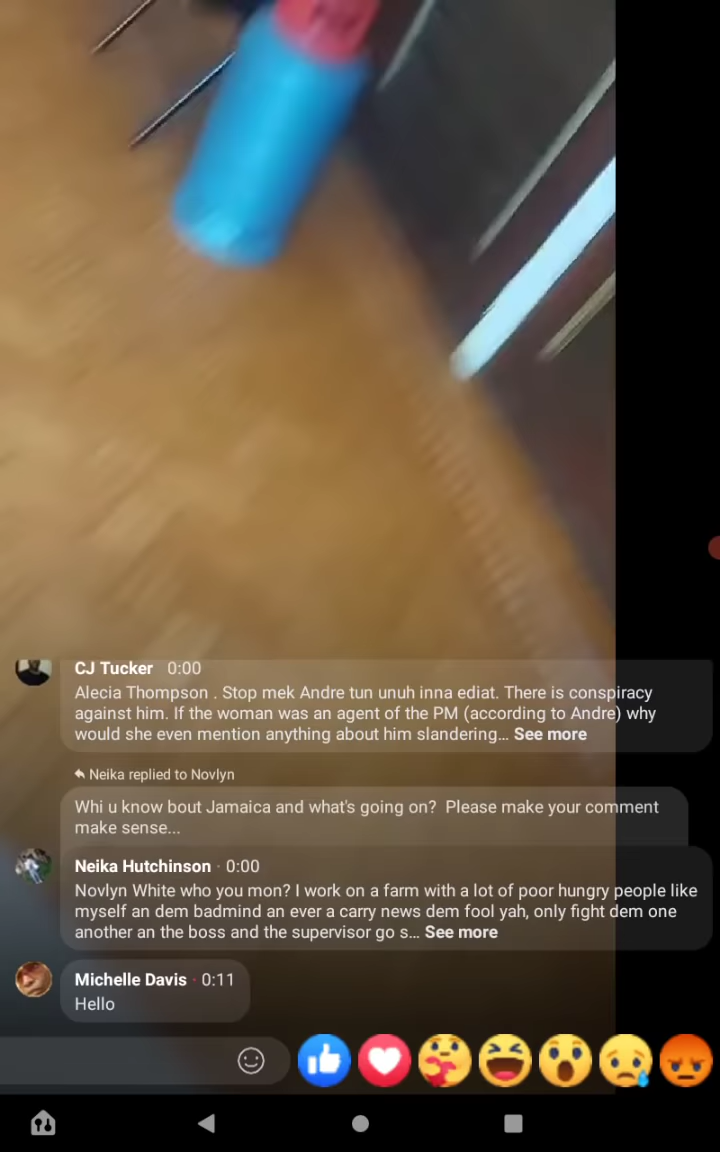 CJ Tucker 0:00
Alecia Thompson . Stop mek Andre tun unuh inna ediat. There is conspiracy
against him. If the woman was an agent of the PM (according to Andre) why
would she even mention anything about him slandering... See more
Neika replied to Novlyn
Whi u know bout Jamaica and what's going on?  Please make your comment
make sense...
Neika Hutchinson · 0:00
Novlyn White who you mon? I work on a farm with a lot of poor hungry people like
myself an dem badmind an ever a carry news dem fool yah, only fight dem one
another an the boss and the supervisor go s... See more
Michelle Davis · 0:11
Hello